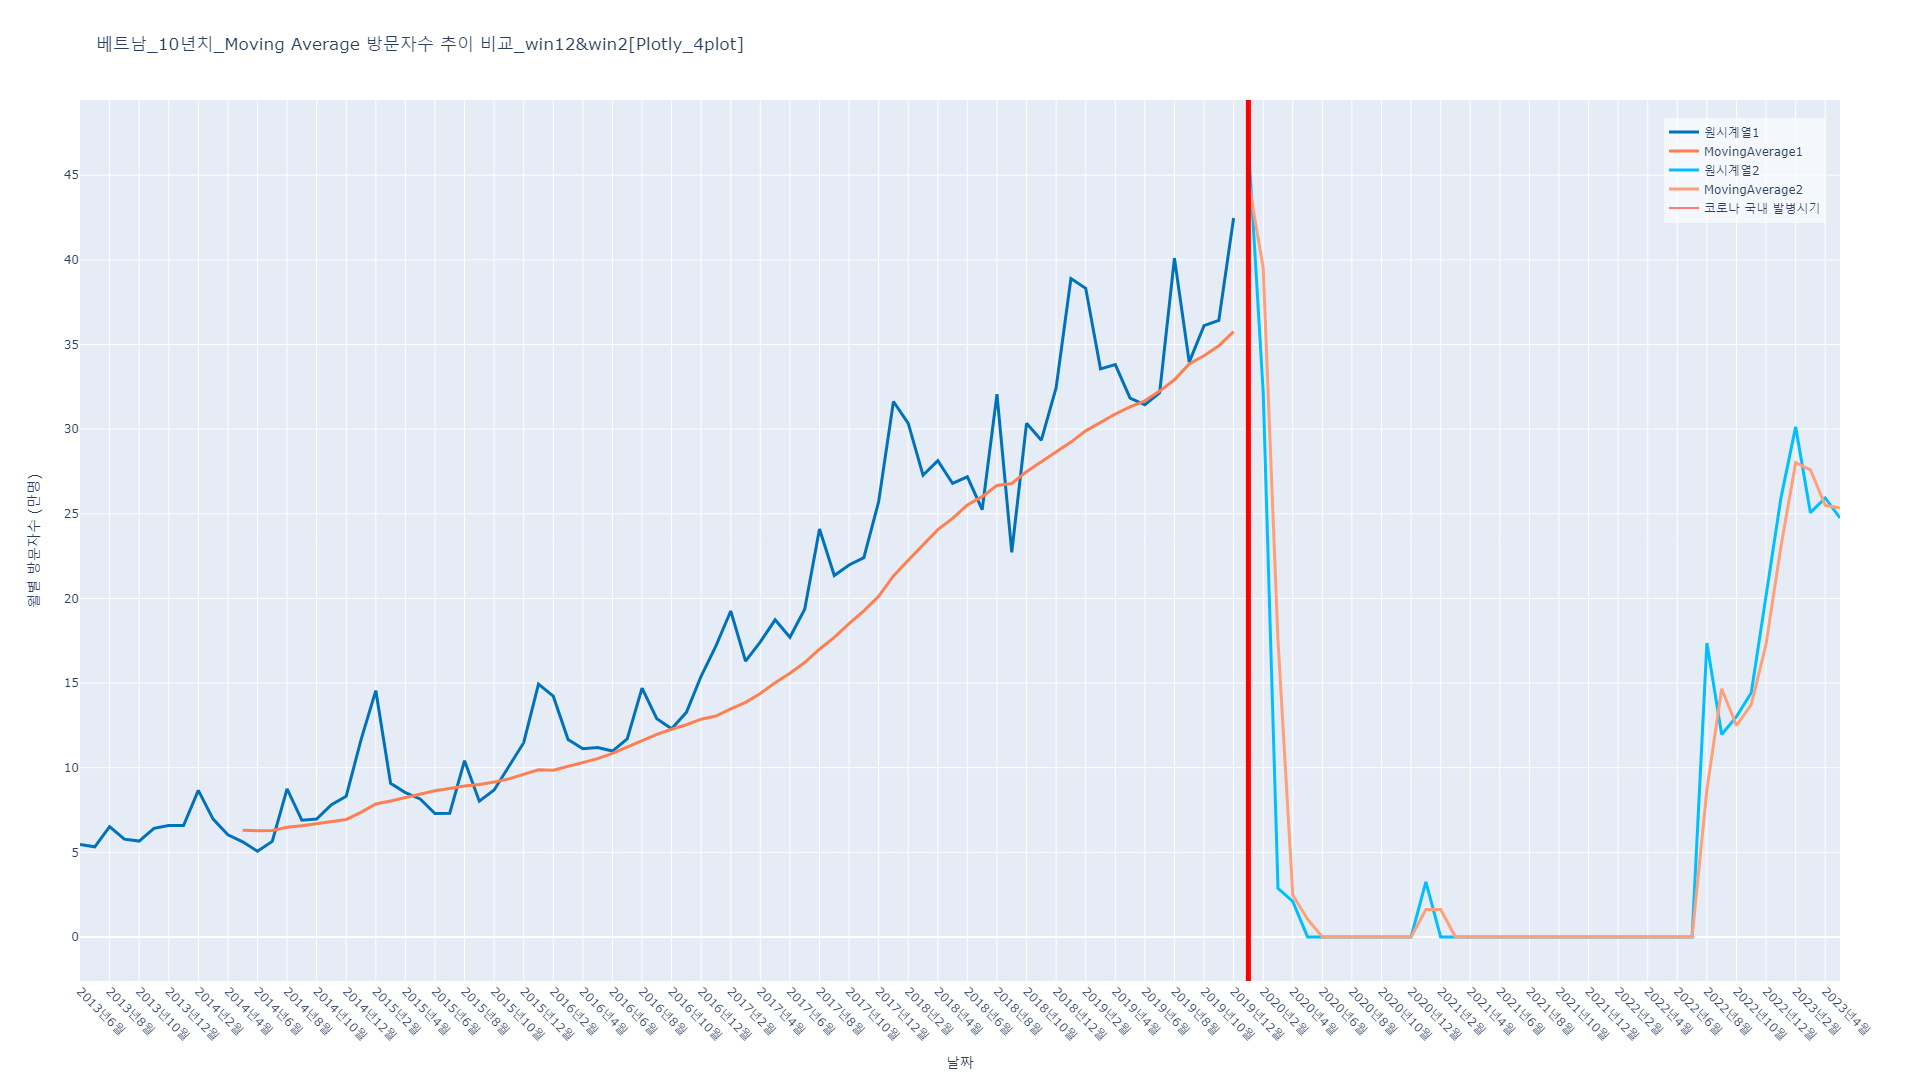 베트남_10년치_Moving Average 방문자수 추이 비교_win12&win2[Plotly_4plot]
원시계열1
MovingAverage1
원시계열2
MovingAverage2
코로나 국내 발병시기
45
40
35
30
25
20
15
10
5
0
월별 방문자수 (만명)
2013년6월
2013년8월
2013년10월
2013년12월
2014년2월
2014년4월
2014년6월
2014년8월
2014년10월
2014년12월
2015년2월
2015년4월
2015년6월
2015년8월
2015년10월
2015년12월
2016년2월
2016년4월
2016년6월
2016년8월
2016년10월
2016년12월
2017년2월
2017년4월
2017년6월
2017년8월
2017년10월
2017년12월
2018년2월
2018년4월
2018년6월
2018년8월
2018년10월
2018년12월
2019년2월
2019년4월
2019년6월
2019년8월
2019년10월
2019년12월
2020년2월
2020년4월
2020년6월
2020년8월
2020년10월
2020년12월
2021년2월
2021년4월
2021년6월
2021년8월
2021년10월
2021년12월
2022년2월
2022년4월
2022년6월
2022년8월
2022년10월
2022년12월
2023년2월
2023년4월
날짜